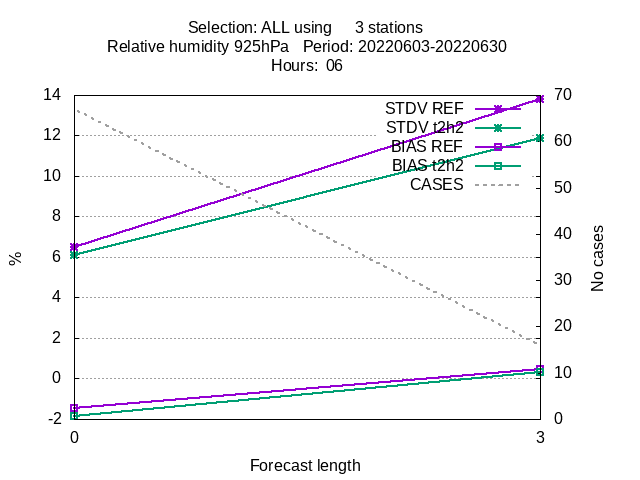 Selection: ALL using     3 stations
Relative humidity 925hPa   Period: 20220603-20220630
Hours:  06
14
12
10
8
6
4
2
0
-2
%
70
60
50
40
30
20
10
0
No cases
STDV REF
STDV t2h2
BIAS REF
BIAS t2h2
CASES
0
3
Forecast length